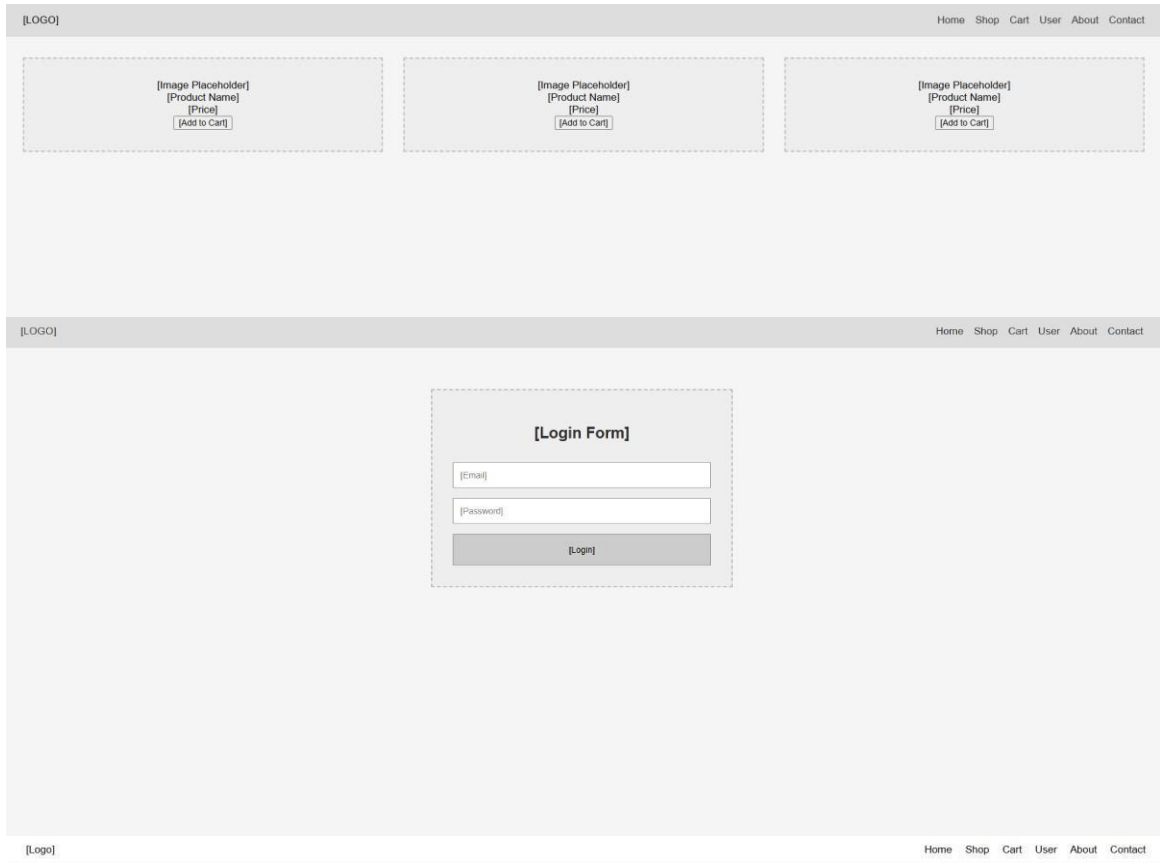 [LOGO] Home Shop Cart User About Contact
[Image Placeholder] [Image Placeholder] [Image Placeholder]
[Product Name] [Product Name] [Product Name]
[Price] [Price] [Price]
[Add to Cart] [Add to Cart] [Add to Cart]
[LOGO] Home Shop Cart User About Contact
[Login Form]
[Email]
[Password]
[Login]
[Logo] Home Shop Cart User About Contact